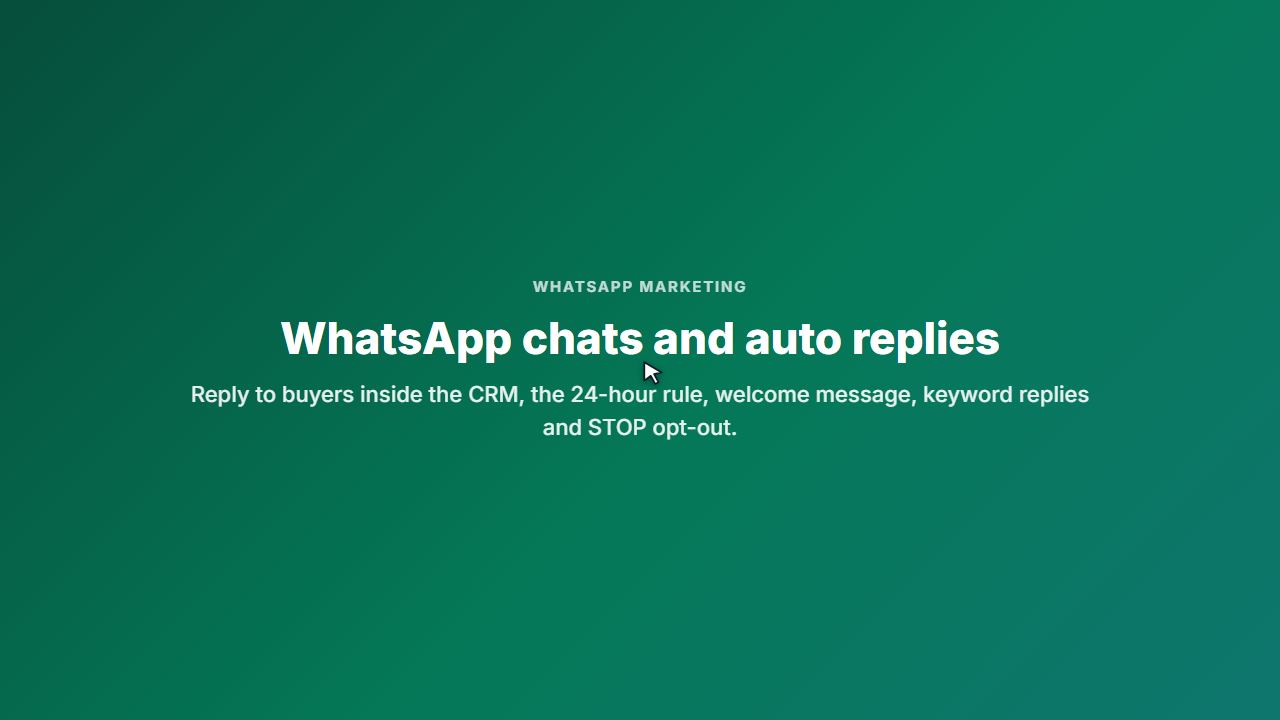 WHATSAPP MARKETING
WhatsApp chats and auto replies
Reply to buyers inside the CRM, the 24-hour rule, welcome message, keyword replies
and STOP opt-out.